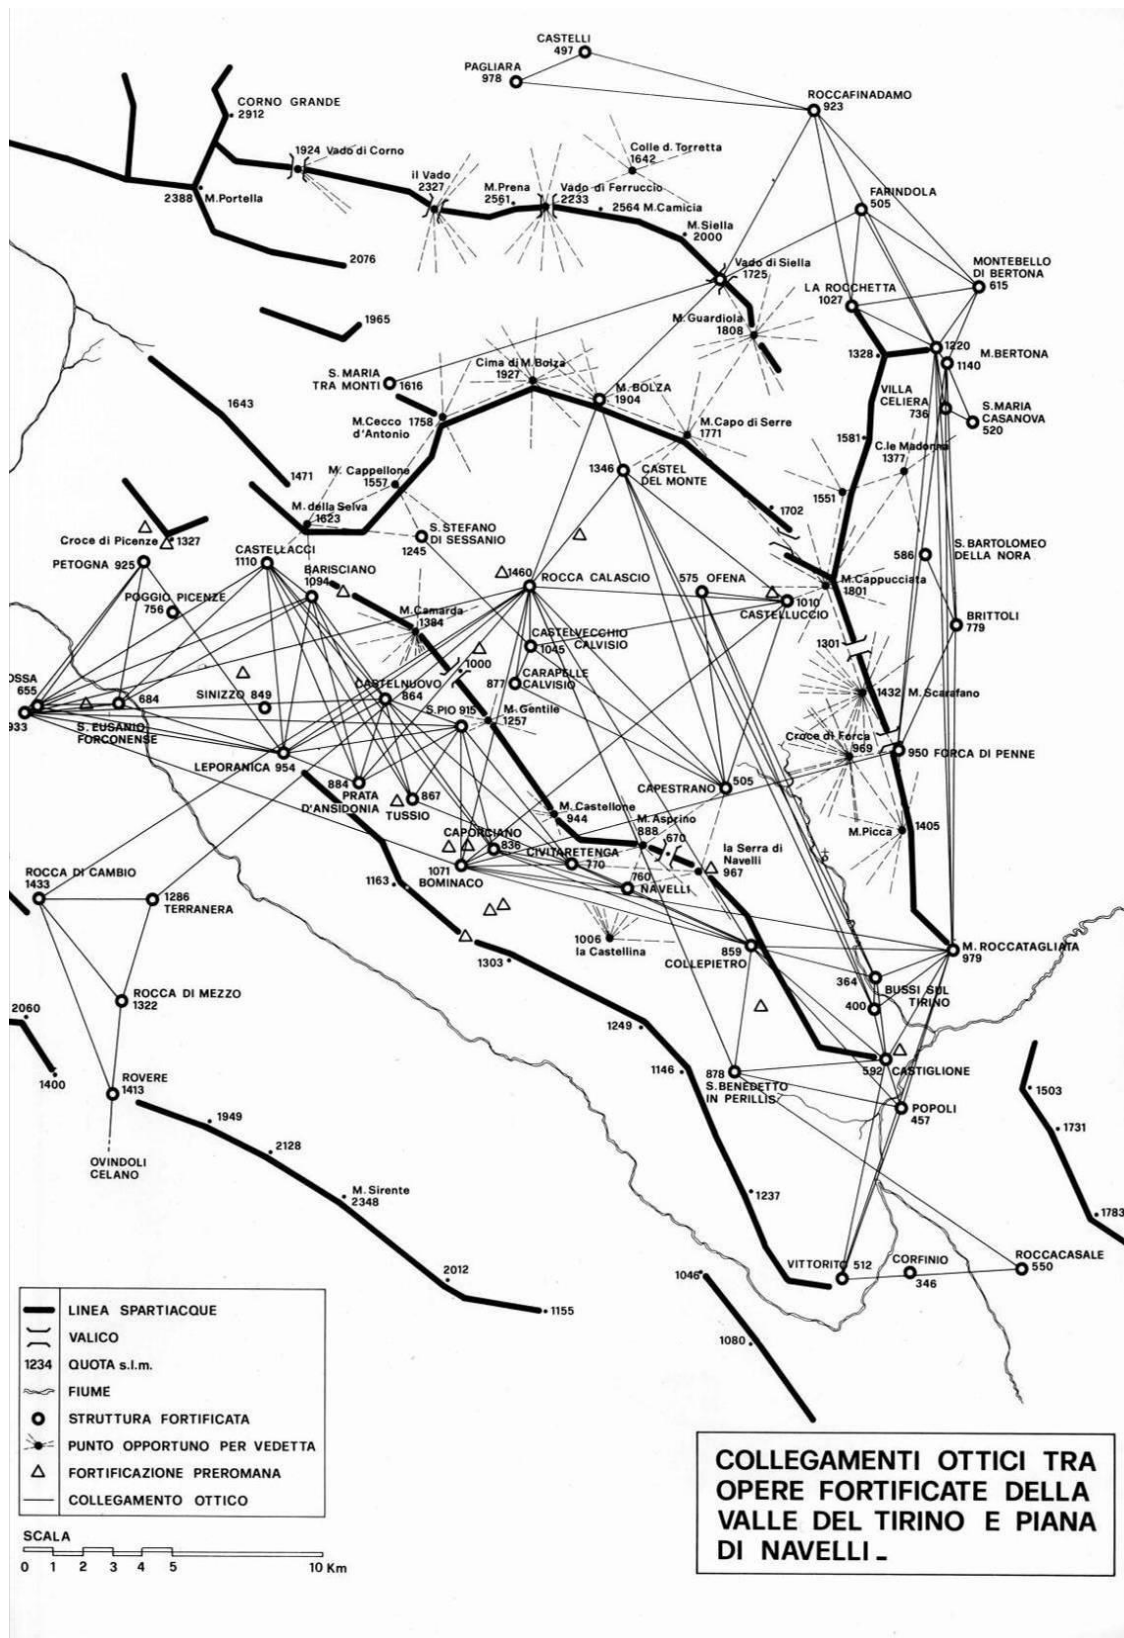 CASTELLI
497
PAGLIARA
978
ROCCAFINADAMO
923
CORNO GRANDE
2912
1924 Vado di Corno
Colle d. Torretta
1642
il Vado
2327
M.Prena
2561
Vado di Ferruccio
2233
2564 M.Camicia
FARINDOLA
505
2388 M.Portella
M.Siella
2000
2076
Vado di Siella
1725
MONTEBELLO
DI BERTONA
615
LA ROCCHETTA
1027
1965
M.Guardiola
1808
1220
1328
M.BERTONA
1140
S. MARIA
TRA MONTI
1616
Cima di M.Bolza
1927
M. BOLZA
1904
VILLA
CELIERA
736
S.MARIA
CASANOVA
520
1643
M.Cecco
d'Antonio
1758
M.Capo di Serre
1771
1581
C.le Madonna
1377
M. Cappellone
1557
1346
CASTEL
DEL MONTE
1471
1551
M. della Selva
1623
1702
Croce di Picenze
1327
S.STEFANO
DI SESSANIO
1245
PETOGNA 925
CASTELLACCI
1110
586
S.BARTOLOMEO
DELLA NORA
BARISCIANO
1094
1460
ROCCA CALASCIO
575 OFENA
M.Cappucciata
1801
1010
CASTELLUCCIO
POGGIO PICENZE
756
M.Camarda
1384
BRITTOLI
779
CASTELVECCHIO
CALVISIO
1045
1301
1000
OSSA
655
684
SINIZZO 849
CASTELNUOVO
864
CARAPELLE
877
CALVISIO
1432 M. Scarafano
933
S. EUSANIO
FORCONENSE
S.PIO 915
M. Gentile
1257
Croce di Forca
969
950 FORCA DI PENNE
LEPORANICA 954
884
PRATA
D'ANSIDONIA
867
TUSSIO
CAPESTRANO
505
M. Castellone
944
M. Asprino
888
670
M.Picca
1405
CAPORCIANO
836
CIVITARETENGA
770
la Serra di
Navelli
967
1071
BOMINACO
760
NAVELLI
ROCCA DI CAMBIO
1433
1286
TERRANERA
1163
1006
la Castellina
859
COLLEPIETRO
M. ROCCATAGLIATA
979
1303
364
BUSSI SUL
TIRINO
400
ROCCA DI MEZZO
1322
2060
1249
1400
ROVERE
1413
1146
878
S.BENEDETTO
IN PERILLIS
592 CASTIGLIONE
POPOLI
457
1503
1949
1731
2128
OVINDOLI
CELANO
M. Sirente
2348
1237
1783
2012
VITTORITO 512
CORFINIO
346
ROCCACASALE
550
1046
1155
1080
LINEA SPARTIACQUE
VALICO
1234 QUOTA s.l.m.
FIUME
STRUTTURA FORTIFICATA
PUNTO OPPORTUNO PER VEDETTA
FORTIFICAZIONE PREROMANA
COLLEGAMENTO OTTICO
SCALA
0 1 2 3 4 5 10 Km
COLLEGAMENTI OTTICI TRA
OPERE FORTIFICATE DELLA
VALLE DEL TIRINO E PIANA
DI NAVELLI_